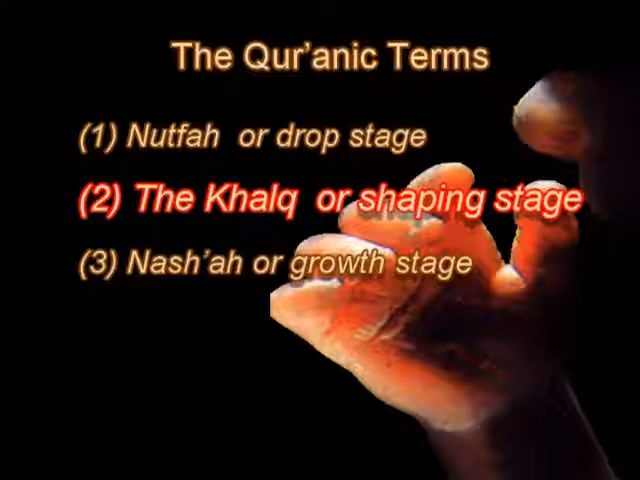 The Qur'anic Terms
(1) Nutfah or drop stage
(2) The Khalq or shaping stage
(3) Nash'ah or growth stage